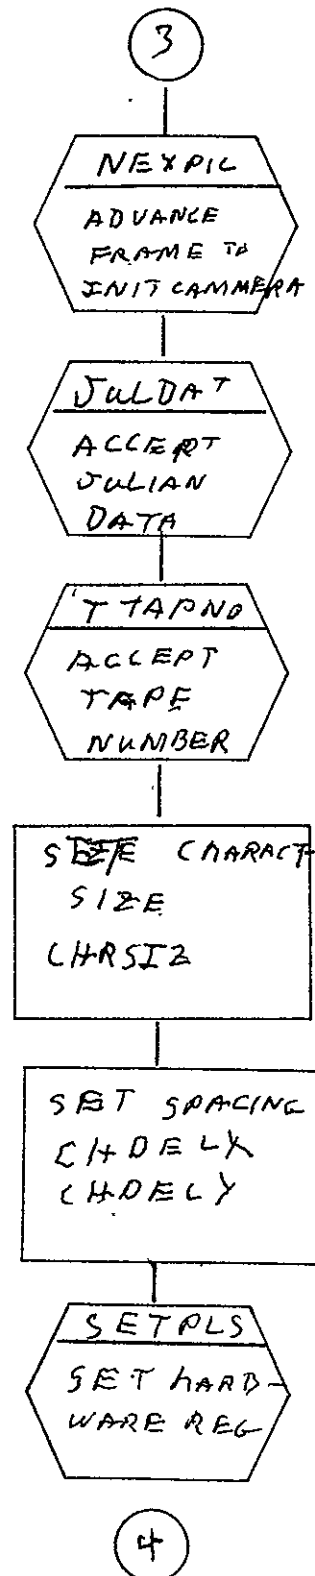 3
NEXPIC
ADVANCE
FRAME TO
INIT CAMMERA
JULDAT
ACCEPT
JULIAN
DATA
TTAPNO
ACCEPT
TAPE
NUMBER
SET CHARACT
SIZE
CHRSIZ
SET SPACING
CHDELX
CHDELY
SETPLS
SET HARD-
WARE REG
4